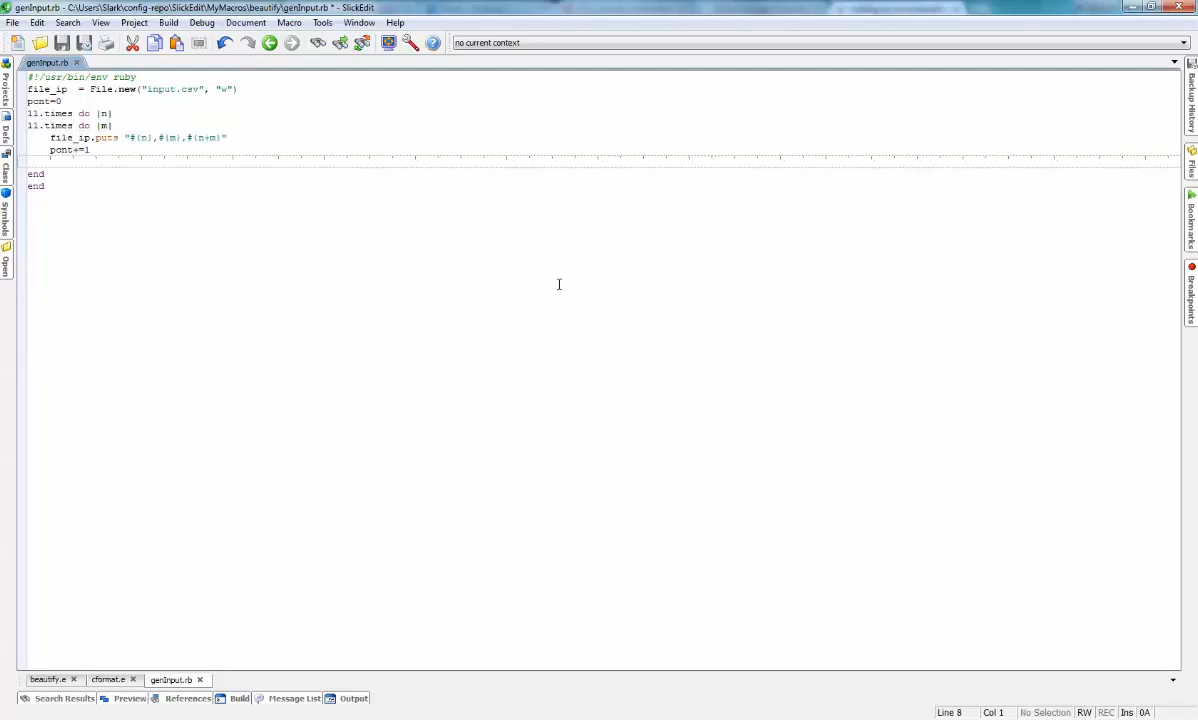 genInput.rb - C:\Users\Slark\config-repo\SlickEdit\MyMacros\beautify\genInput.rb * - SlickEdit
File Edit Search View Project Build Debug Document Macro Tools Window Help
no current context
genInput.rb
#!/usr/bin/env ruby
file_ip = File.new("input.csv", "w")
pcnt=0
11.times do |n|
11.times do |m|
file_ip.puts "#{n},#{m},#{n+m}"
pcnt+=1
end
end
Projects
Defs
Class
Symbols
Open
Backup History
Files
Bookmarks
Breakpoints
beautify.e cformat.e genInput.rb
Search Results Preview References Build Message List Output
Line 8 Col 1 No Selection RW REC Ins 0A